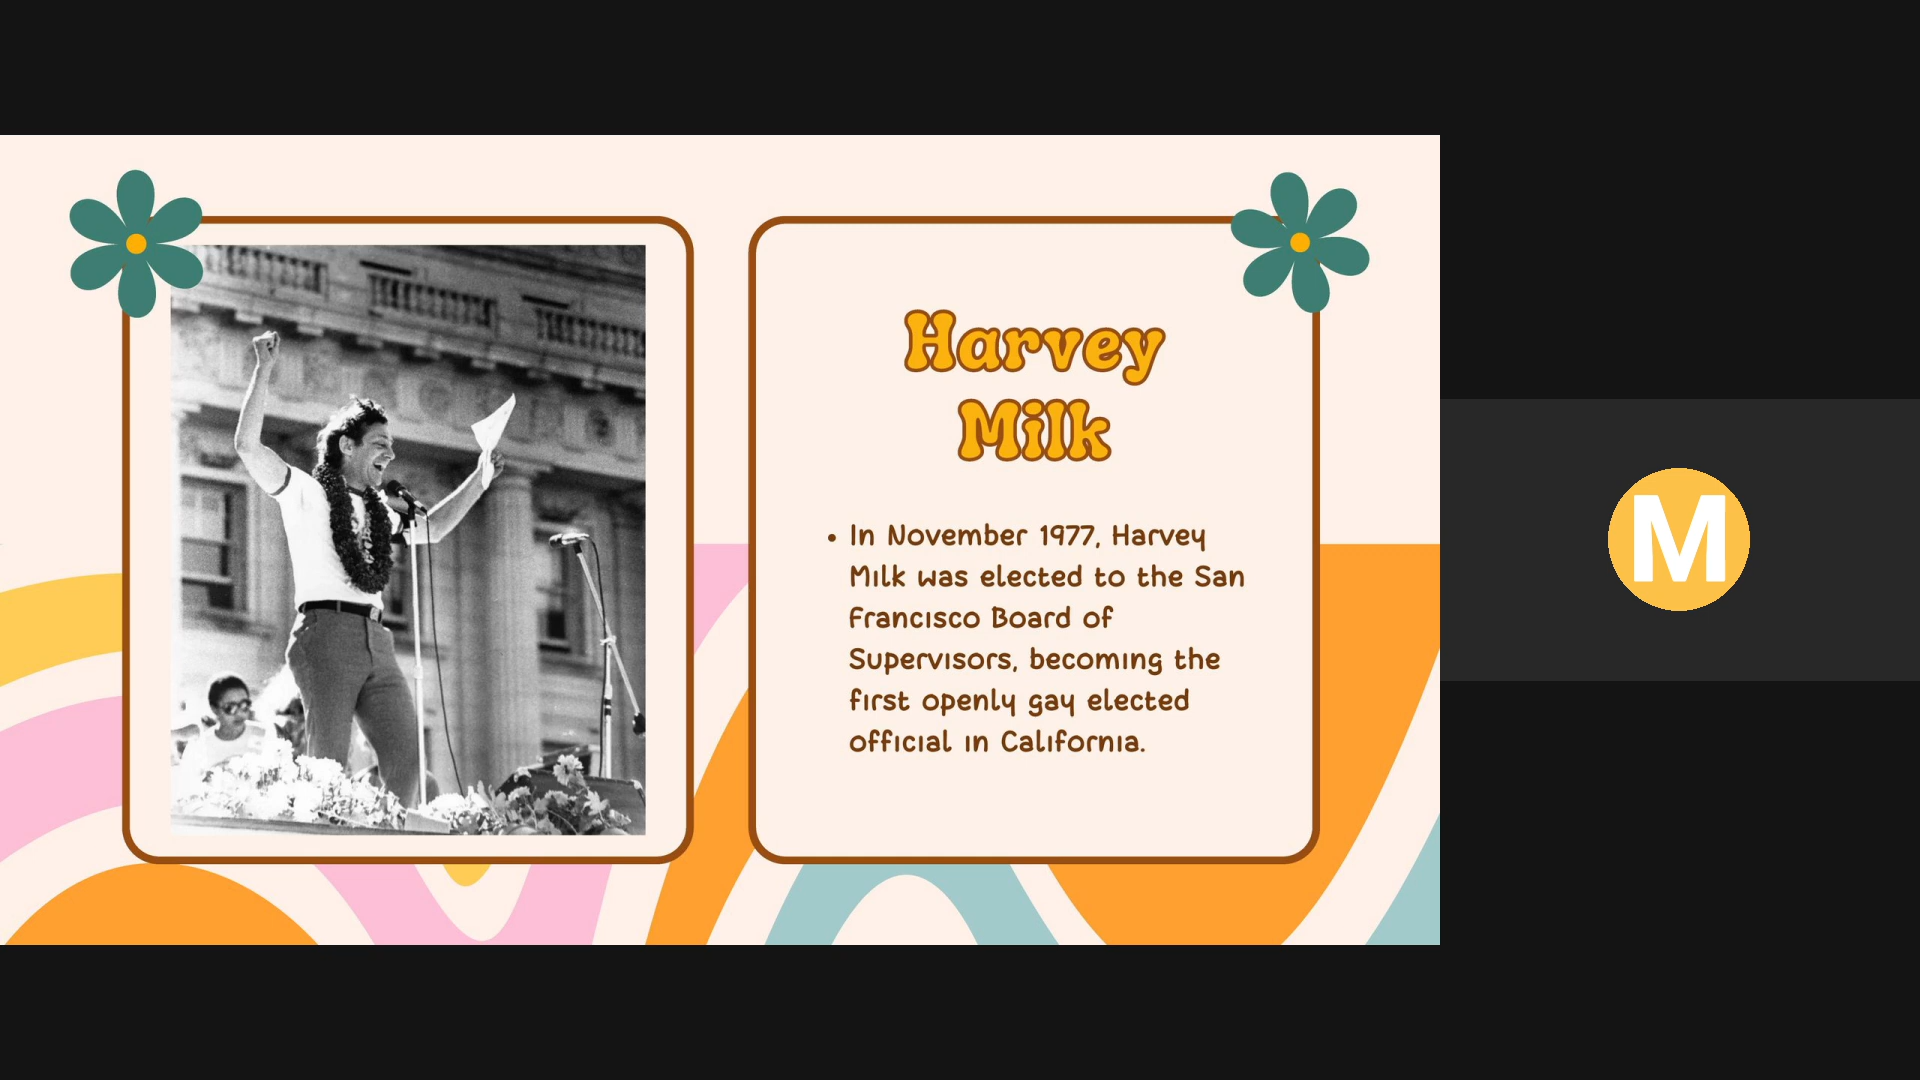 Harvey
Milk
• In November 1977, Harvey
Milk was elected to the San
Francisco Board of
Supervisors, becoming the
first openly gay elected
official in California.
M